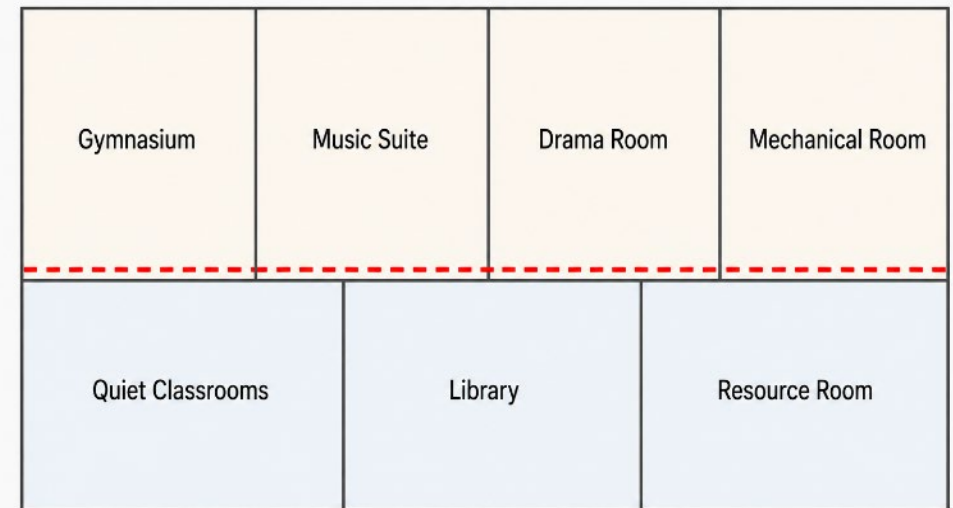 Gymnasium
Music Suite
Drama Room
Mechanical Room
Quiet Classrooms
Library
Resource Room